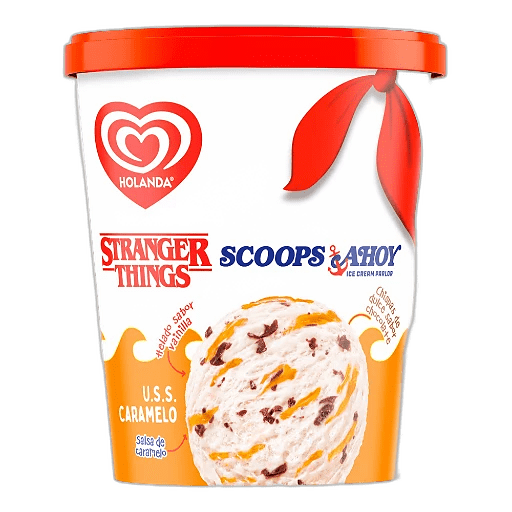 HOLANDA®
STRANGER
THINGS
SCOOPS AHOY
ICE CREAM PARLOR
Helado sabor
vainilla
Chispas de
dulce sabor
chocolate
U.S.S.
CARAMELO
Salsa de
caramelo